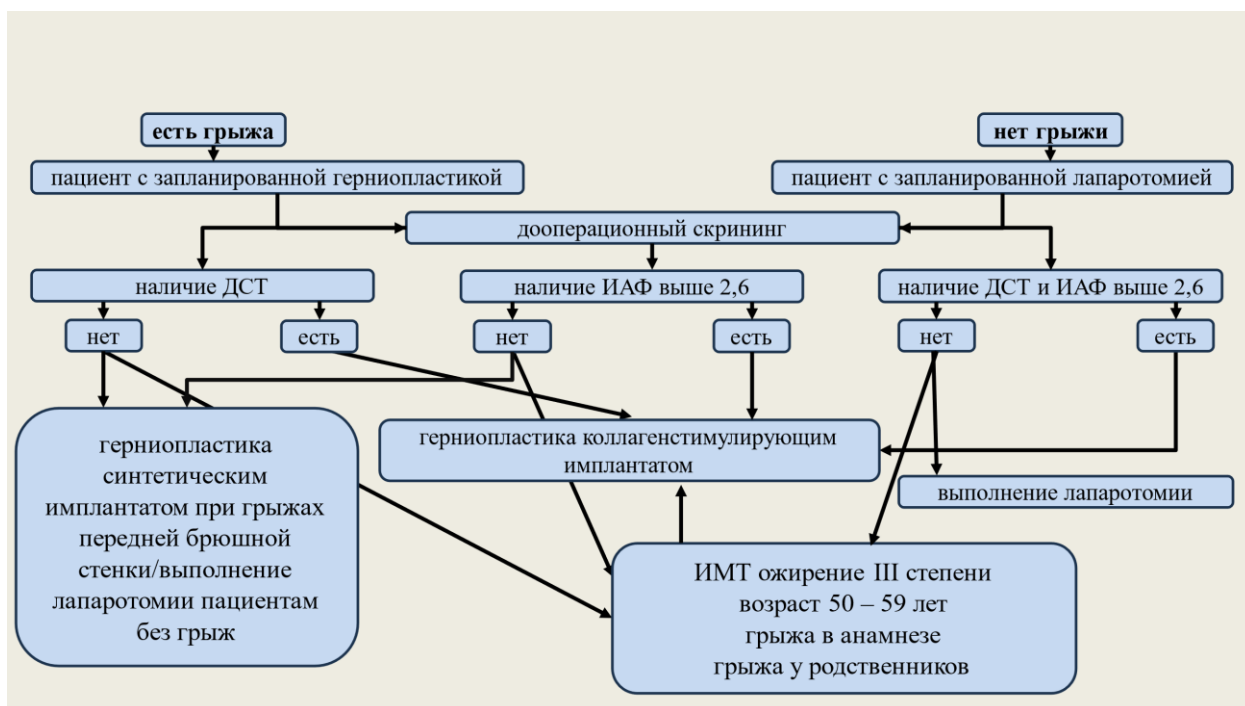 есть грыжа
нет грыжи
пациент с запланированной герниопластикой
пациент с запланированной лапаротомией
дооперационный скрининг
наличие ДСТ
наличие ИАФ выше 2,6
наличие ДСТ и ИАФ выше 2,6
нет
есть
нет
есть
нет
есть
герниопластика
синтетическим
имплантатом при грыжах
передней брюшной
стенки/выполнение
лапаротомии пациентам
без грыж
герниопластика коллагенстимулирующим
имплантатом
выполнение лапаротомии
ИМТ ожирение III степени
возраст 50 – 59 лет
грыжа в анамнезе
грыжа у родственников